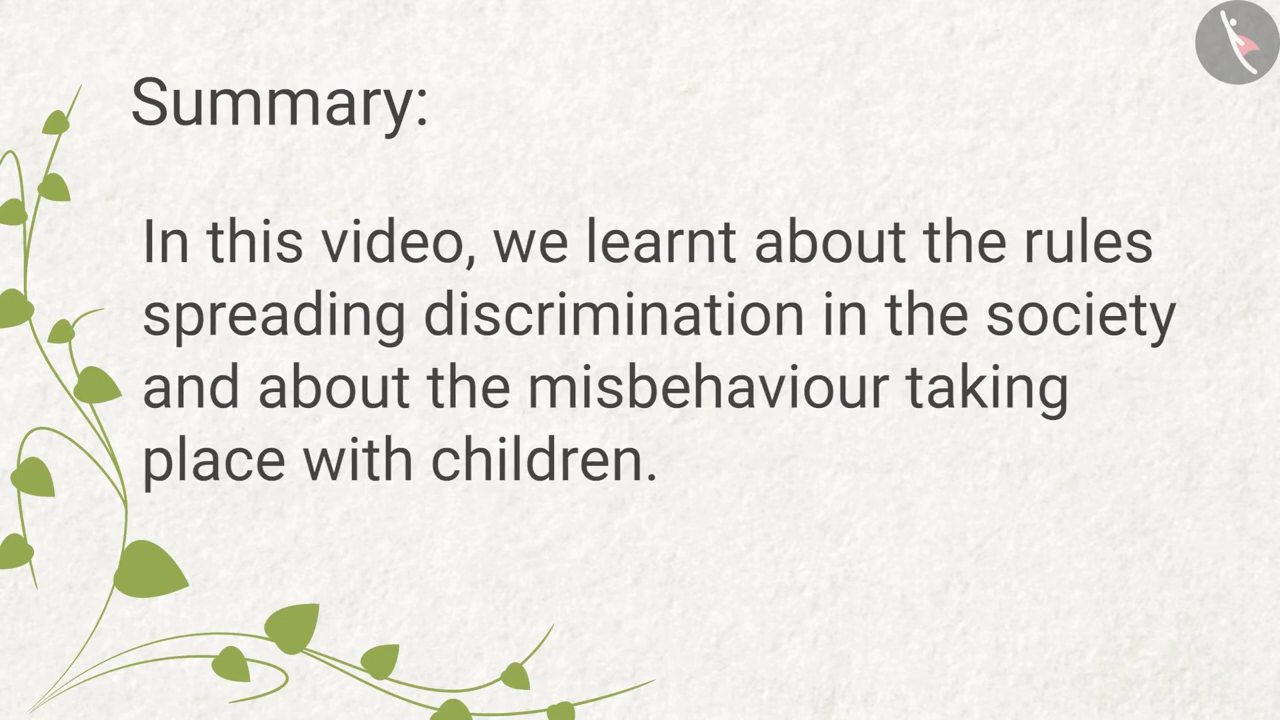 Summary:
In this video, we learnt about the rules
spreading discrimination in the society
and about the misbehaviour taking
place with children.